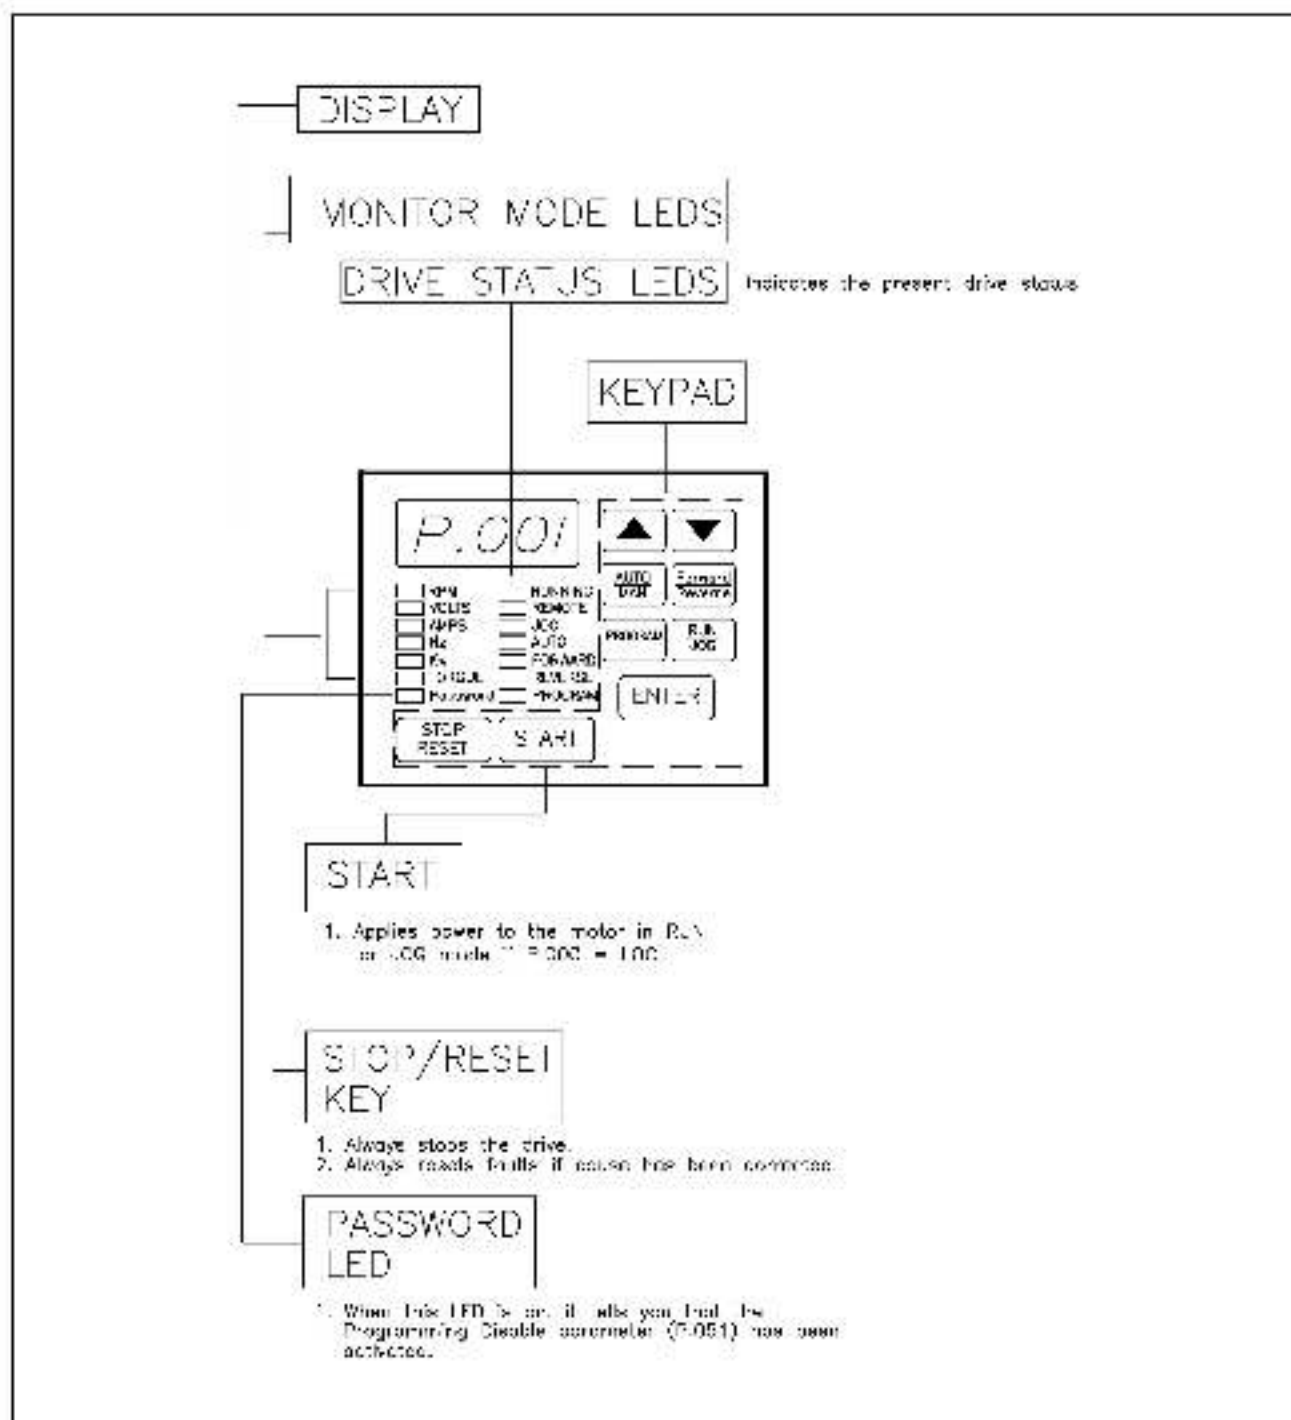 DISPLAY
MONITOR MODE LEDS
DRIVE STATUS LEDS
Indicates the present drive status
KEYPAD
P.001
RPM
VOLTS
AMPS
Hz
TORQUE
Password
RUNNING
REMOTE
JOG
AUTO
FORWARD
REVERSE
PROGRAM
AUTO
MAN
Forward
Reverse
PROGRAM
RUN
JOG
ENTER
STOP
RESET
START
START
1. Applies power to the motor in RUN
or JOG mode
STOP/RESET
KEY
1. Always stops the drive.
2. Always resets faults if cause has been corrected.
PASSWORD
LED
1. When this LED is on, it tells you that the
Programming Disable parameter (P.051) has been
activated.